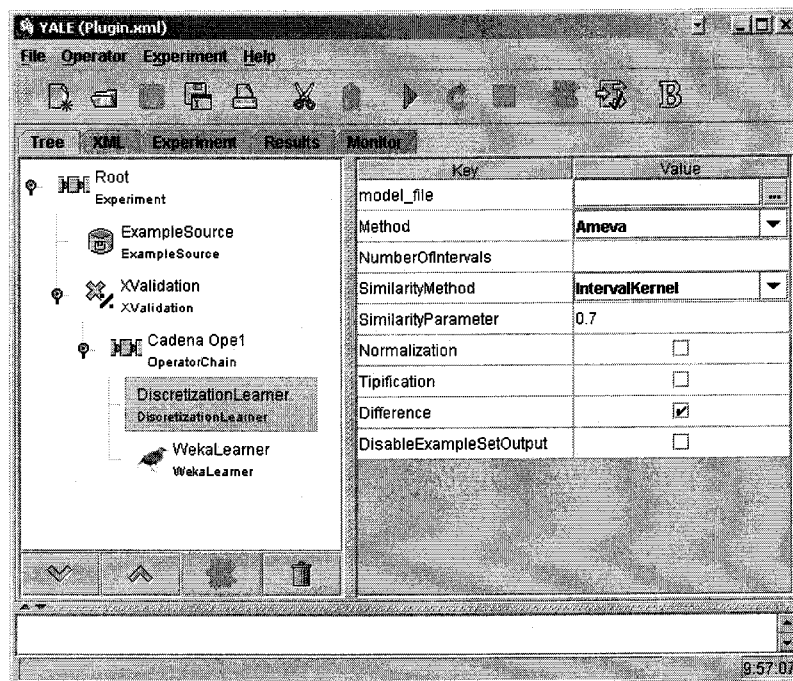 YALE (Plugin.xml)
File Operator Experiment Help
B
Tree XML Experiment Results Monitor
Root
Experiment
ExampleSource
ExampleSource
XValidation
XValidation
Cadena Ope1
OperatorChain
DiscretizationLearner
DiscretizationLearner
WekaLearner
WekaLearner
Key Value
model_file ...
Method Ameva
NumberOfIntervals
SimilarityMethod IntervalKernel
SimilarityParameter 0.7
Normalization
Tipification
Difference
DisableExampleSetOutput
9:57:07